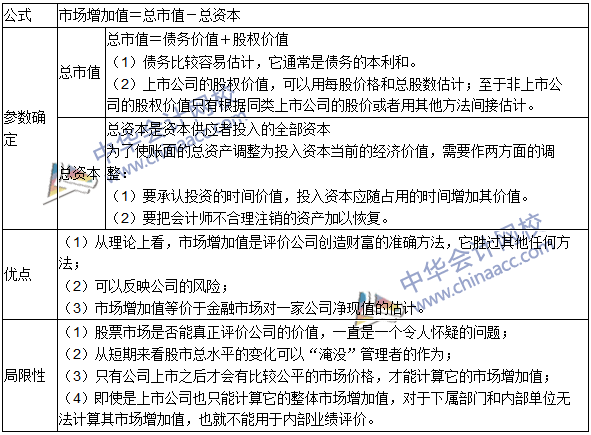 公式 市场增加值＝总市值－总资本
参数确定
总市值
总市值＝债务价值＋股权价值
（1）债务比较容易估计，它通常是债务的本利和。
（2）上市公司的股权价值，可以用每股价格和总股数估计；至于非上市公
司的股权价值只有根据同类上市公司的股价或者用其他方法间接估计。
总资本
总资本是资本供应者投入的全部资本
为了使账面的总资产调整为投入资本当前的经济价值，需要作两方面的调
整：
（1）要承认投资的时间价值，投入资本应随占用的时间增加其价值。
（2）要把会计师不合理注销的资产加以恢复。
优点
（1）从理论上看，市场增加值是评价公司创造财富的准确方法，它胜过其他任何方
法；
（2）可以反映公司的风险；
（3）市场增加值等价于金融市场对一家公司净现值的估计。
局限性
（1）股票市场是否能真正评价公司的价值，一直是一个令人怀疑的问题；
（2）从短期来看股市总水平的变化可以“淹没”管理者的作为；
（3）只有公司上市之后才会有比较公平的市场价格，才能计算它的市场增加值；
（4）即使是上市公司也只能计算它的整体市场增加值，对于下属部门和内部单位无
法计算其市场增加值，也就不能用于内部业绩评价。
中华会计网校
www.chinaacc.com
中华会计网校
www.chinaacc.com